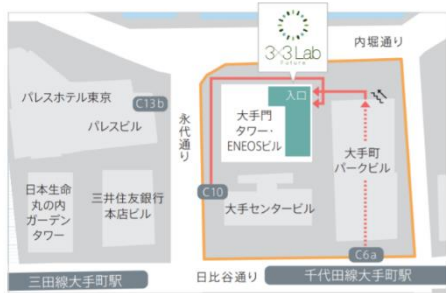 3×3 Lab
Future
内堀通り
パレスホテル東京
C13b
パレスビル
永代通り
入口
大手門
タワー・
ENEOSビル
大手町
パークビル
日本生命
丸の内
ガーデン
タワー
三井住友銀行
本店ビル
C10
大手センタービル
C6a
三田線大手町駅
日比谷通り
千代田線大手町駅